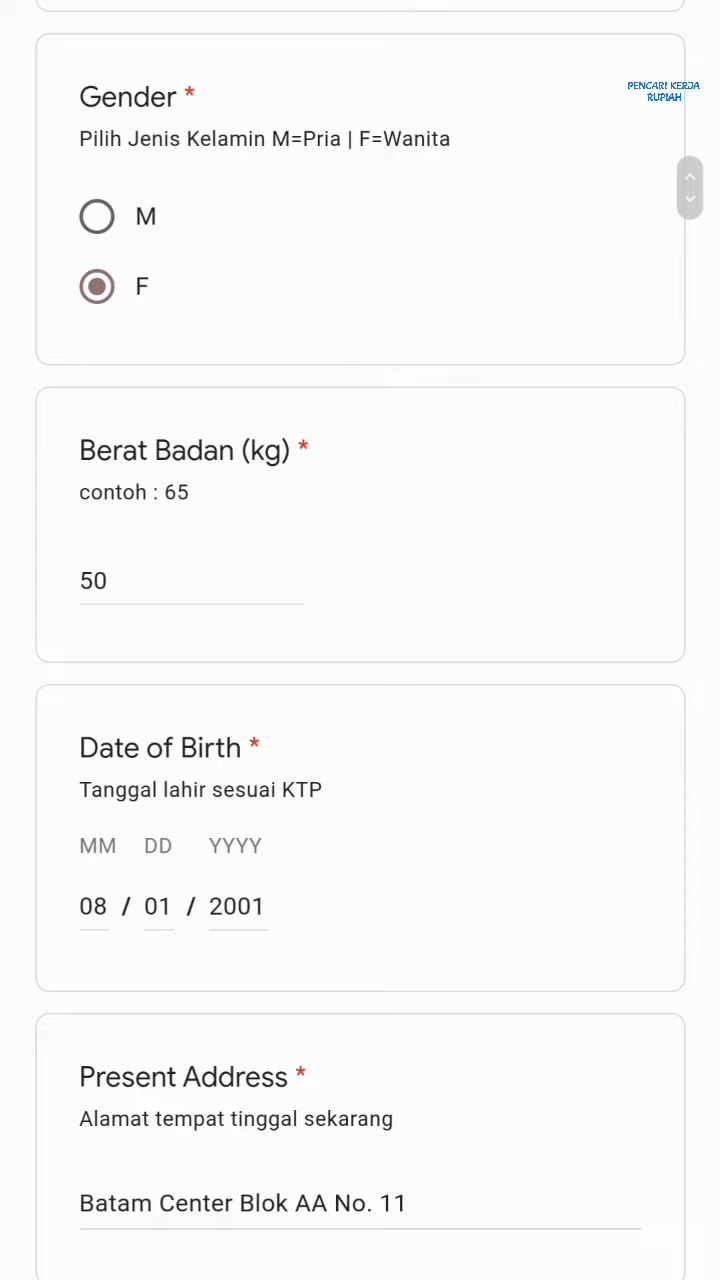 Gender *
PENCARI KERJA
RUPIAH
Pilih Jenis Kelamin M=Pria | F=Wanita
M
F
Berat Badan (kg) *
contoh : 65
50
Date of Birth *
Tanggal lahir sesuai KTP
MM DD YYYY
08 / 01 / 2001
Present Address *
Alamat tempat tinggal sekarang
Batam Center Blok AA No. 11